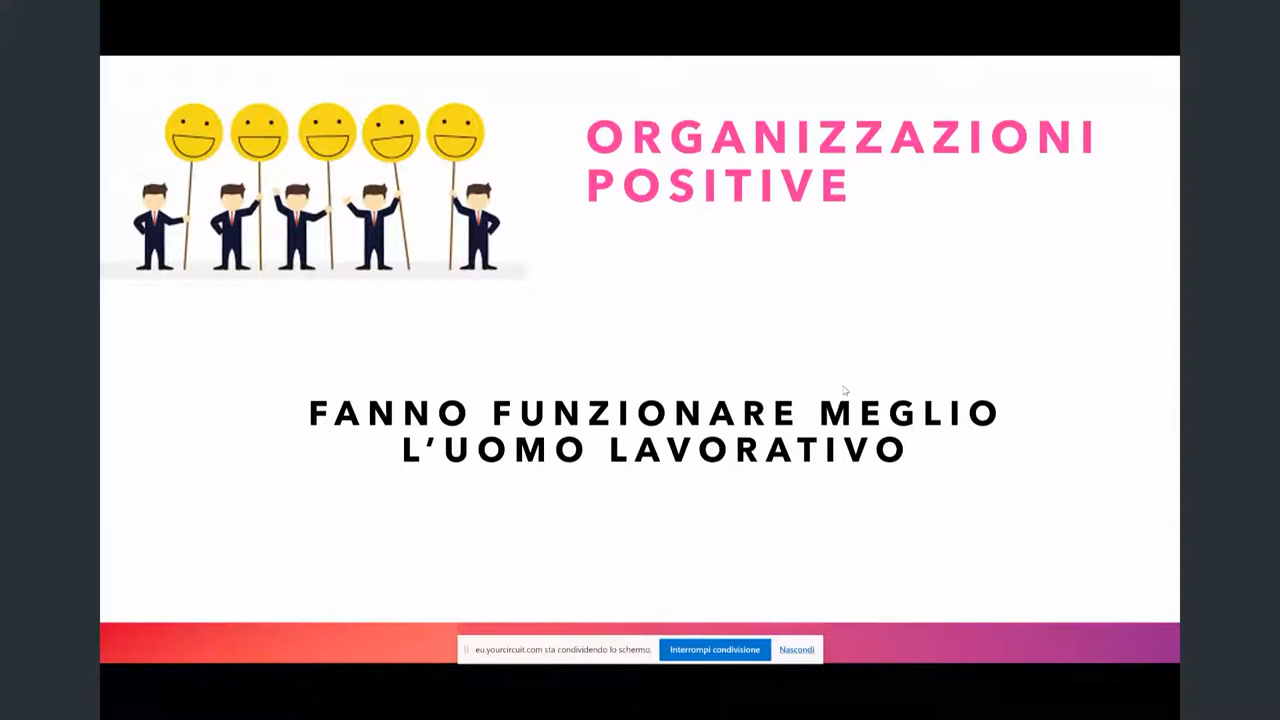 ORGANIZZAZIONI
POSITIVE
FANNO FUNZIONARE MEGLIO
L’UOMO LAVORATIVO
eu.yourcircuit.com sta condividendo lo schermo. Interrompi condivisione Nascondi